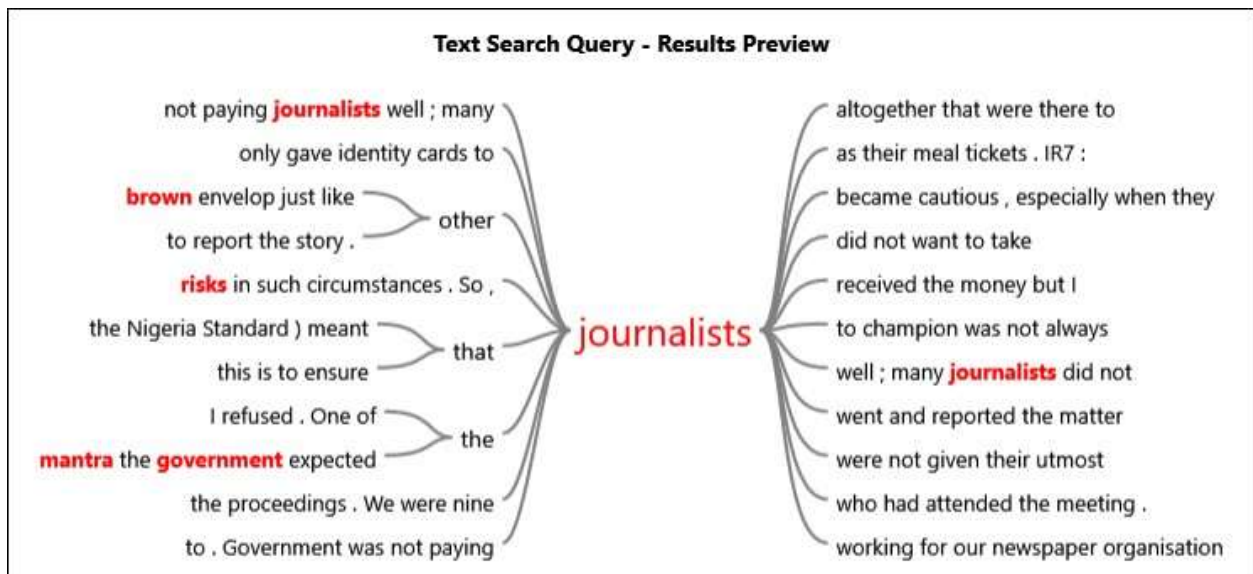 Text Search Query - Results Preview
not paying journalists well ; many
only gave identity cards to
brown envelop just like
to report the story .
other
risks in such circumstances . So ,
the Nigeria Standard ) meant
this is to ensure
that
I refused . One of
mantra the government expected
the
the proceedings . We were nine
to . Government was not paying
journalists
altogether that were there to
as their meal tickets . IR7 :
became cautious , especially when they
did not want to take
received the money but I
to champion was not always
well ; many journalists did not
went and reported the matter
were not given their utmost
who had attended the meeting .
working for our newspaper organisation